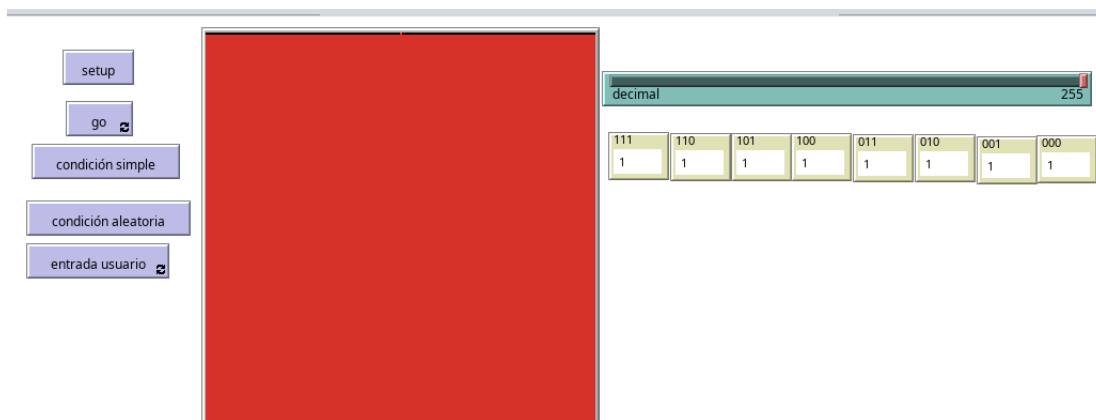 setup
go
condición simple
condición aleatoria
entrada usuario
decimal 255
111 110 101 100 011 010 001 000
1 1 1 1 1 1 1 1